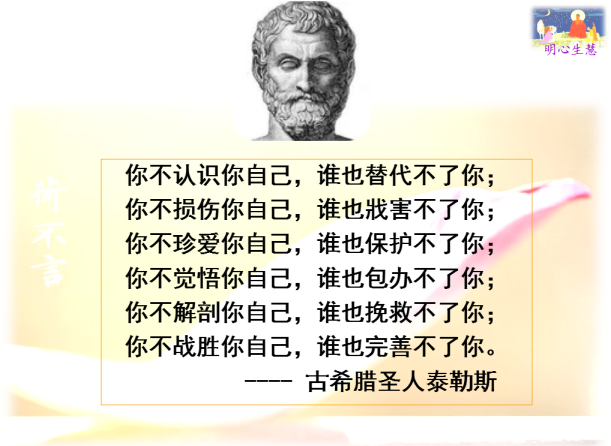 明心生慧
荷不言
你不认识你自己，谁也替代不了你；
你不损伤你自己，谁也戕害不了你；
你不珍爱你自己，谁也保护不了你；
你不觉悟你自己，谁也包办不了你；
你不解剖你自己，谁也挽救不了你；
你不战胜你自己，谁也完善不了你。
---- 古希腊圣人泰勒斯